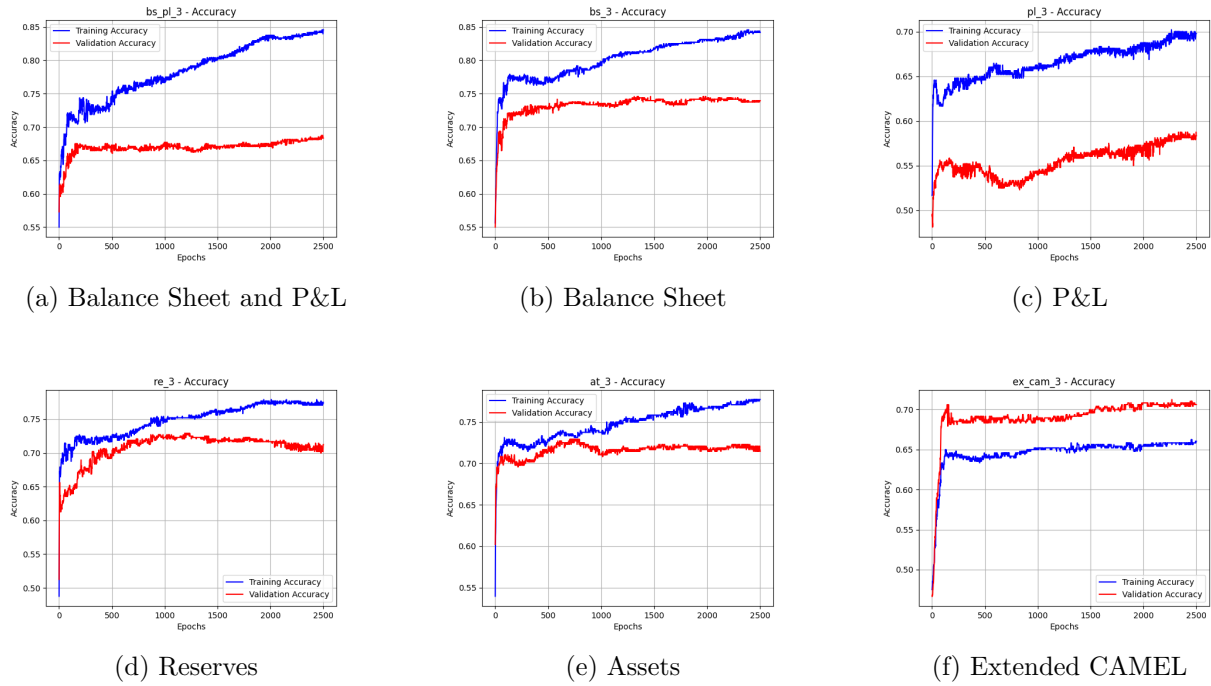 bs_pl_3 - Accuracy
Training Accuracy
Validation Accuracy
Accuracy
0.85
0.80
0.75
0.70
0.65
0.60
0.55
0 500 1000 1500 2000 2500
Epochs
(a) Balance Sheet and P&L
bs_3 - Accuracy
Training Accuracy
Validation Accuracy
Accuracy
0.85
0.80
0.75
0.70
0.65
0.60
0.55
0 500 1000 1500 2000 2500
Epochs
(b) Balance Sheet
pl_3 - Accuracy
Training Accuracy
Validation Accuracy
Accuracy
0.70
0.65
0.60
0.55
0.50
0 500 1000 1500 2000 2500
Epochs
(c) P&L
re_3 - Accuracy
Accuracy
0.75
0.70
0.65
0.60
0.55
0.50
Training Accuracy
Validation Accuracy
0 500 1000 1500 2000 2500
Epochs
(d) Reserves
at_3 - Accuracy
Training Accuracy
Validation Accuracy
Accuracy
0.75
0.70
0.65
0.60
0.55
0 500 1000 1500 2000 2500
Epochs
(e) Assets
ex_cam_3 - Accuracy
Accuracy
0.70
0.65
0.60
0.55
0.50
Training Accuracy
Validation Accuracy
0 500 1000 1500 2000 2500
Epochs
(f) Extended CAMEL